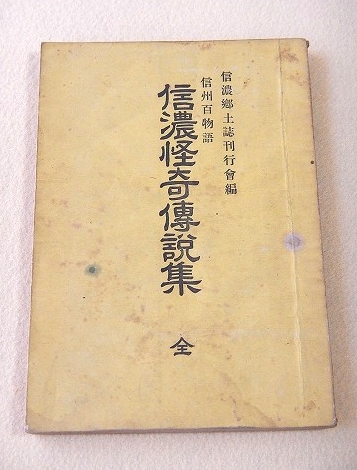 信濃郷土誌刊行會編
信州百物語
信濃怪奇傳説集
全